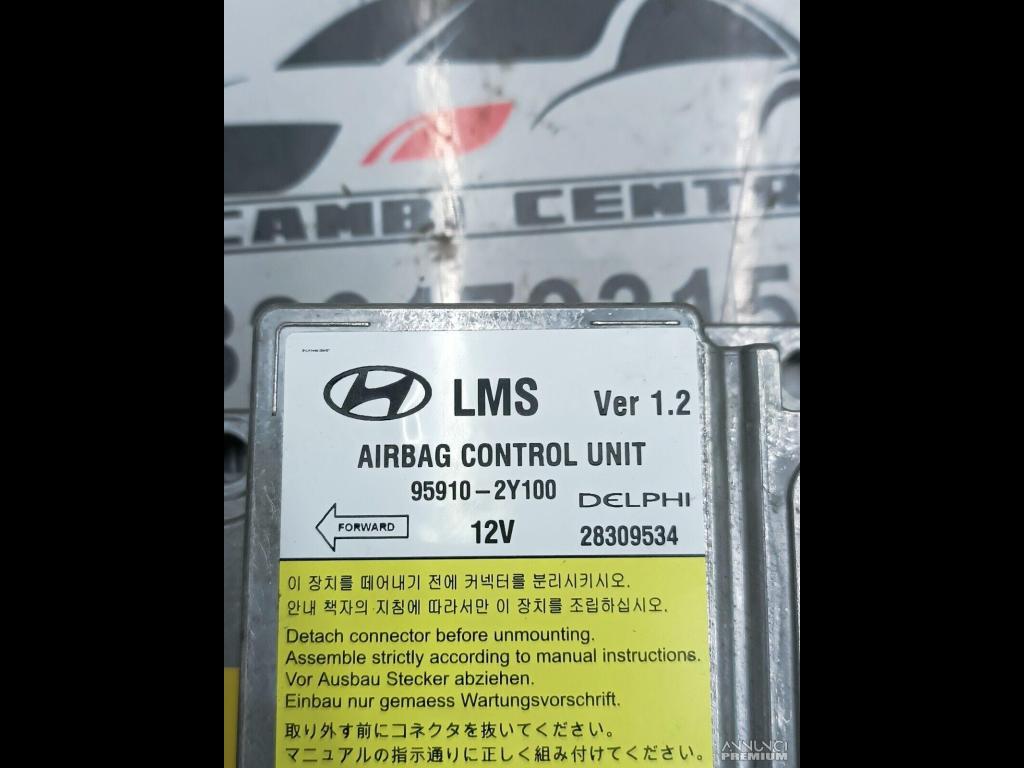 CAMBI CENTR
LMS Ver 1.2
AIRBAG CONTROL UNIT
95910-2Y100
DELPHI
FORWARD
12V
28309534
이 장치를 떼어내기 전에 커넥터를 분리시키시오.
안내 책자의 지침에 따라서만 이 장치를 조립하십시오.
Detach connector before unmounting.
Assemble strictly according to manual instructions.
Vor Ausbau Stecker abziehen.
Einbau nur gemaess Wartungsvorschrift.
取り外す前にコネクタを抜いてください。
マニュアルの指示通りに正しく組み付けてください。
ANNUNCI
PREMIUM